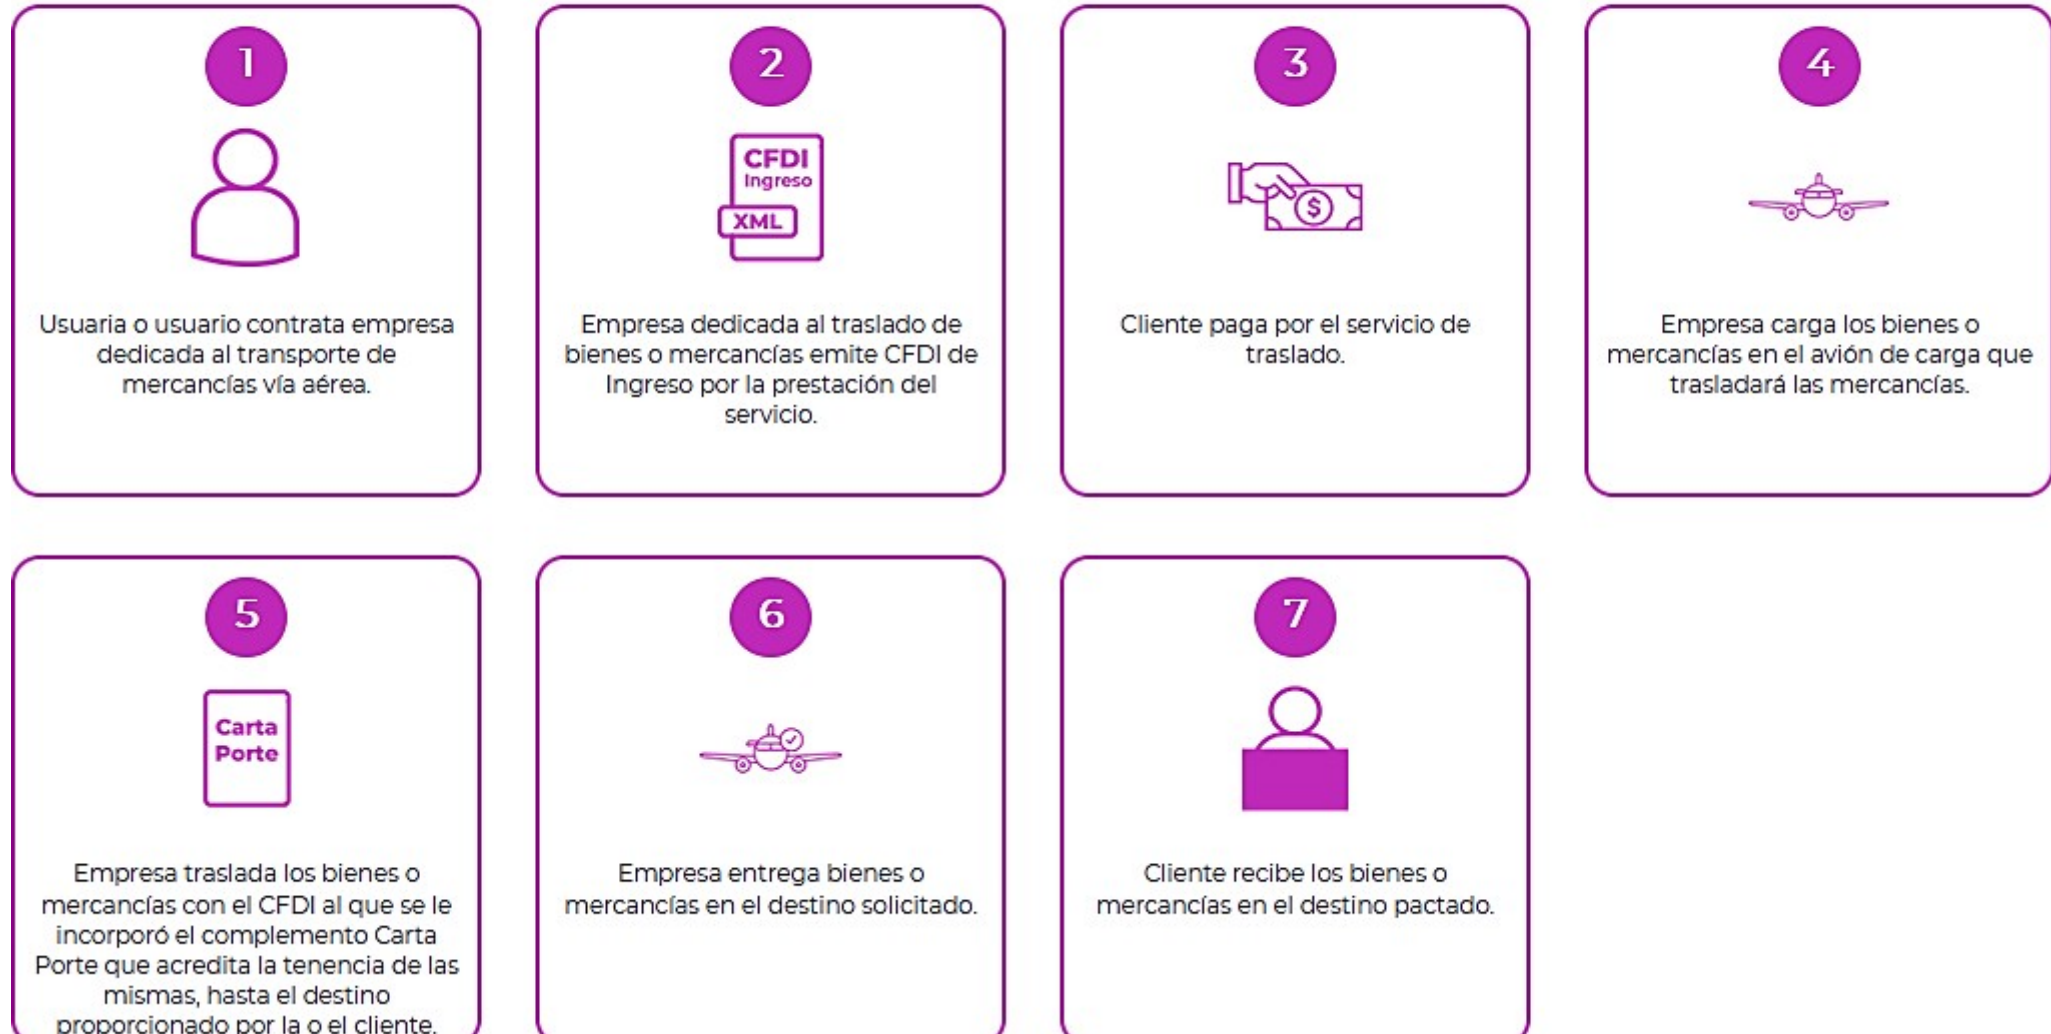 1
Usuaria o usuario contrata empresa
dedicada al transporte de
mercancías vía aérea.
2
CFDI
Ingreso
XML
Empresa dedicada al traslado de
bienes o mercancías emite CFDI de
Ingreso por la prestación del
servicio.
3
$
Cliente paga por el servicio de
traslado.
4
Empresa carga los bienes o
mercancías en el avión de carga que
trasladará las mercancías.
5
Carta
Porte
Empresa traslada los bienes o
mercancías con el CFDI al que se le
incorporó el complemento Carta
Porte que acredita la tenencia de las
mismas, hasta el destino
proporcionado por la o el cliente.
6
Empresa entrega bienes o
mercancías en el destino solicitado.
7
Cliente recibe los bienes o
mercancías en el destino pactado.